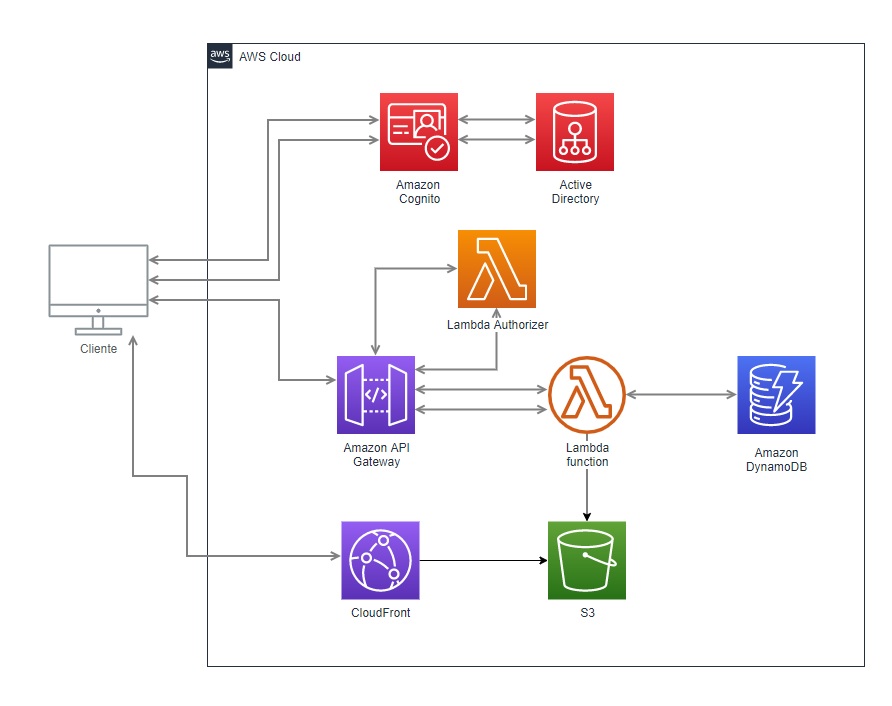 aws
AWS Cloud
Amazon
Cognito
Active
Directory
Lambda Authorizer
Cliente
</>
Amazon API
Gateway
Lambda
function
Amazon
DynamoDB
CloudFront
S3